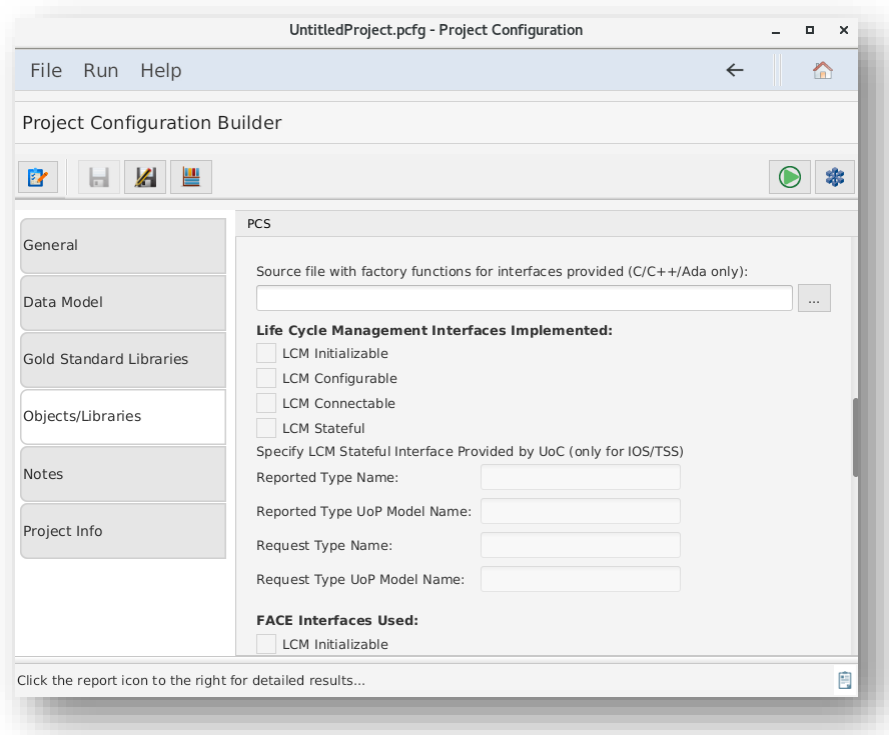 UntitledProject.pcfg - Project Configuration
File Run Help
Project Configuration Builder
General
Data Model
Gold Standard Libraries
Objects/Libraries
Notes
Project Info
PCS
Source file with factory functions for interfaces provided (C/C++/Ada only):
...
Life Cycle Management Interfaces Implemented:
LCM Initializable
LCM Configurable
LCM Connectable
LCM Stateful
Specify LCM Stateful Interface Provided by UoC (only for IOS/TSS)
Reported Type Name:
Reported Type UoP Model Name:
Request Type Name:
Request Type UoP Model Name:
FACE Interfaces Used:
LCM Initializable
Click the report icon to the right for detailed results...